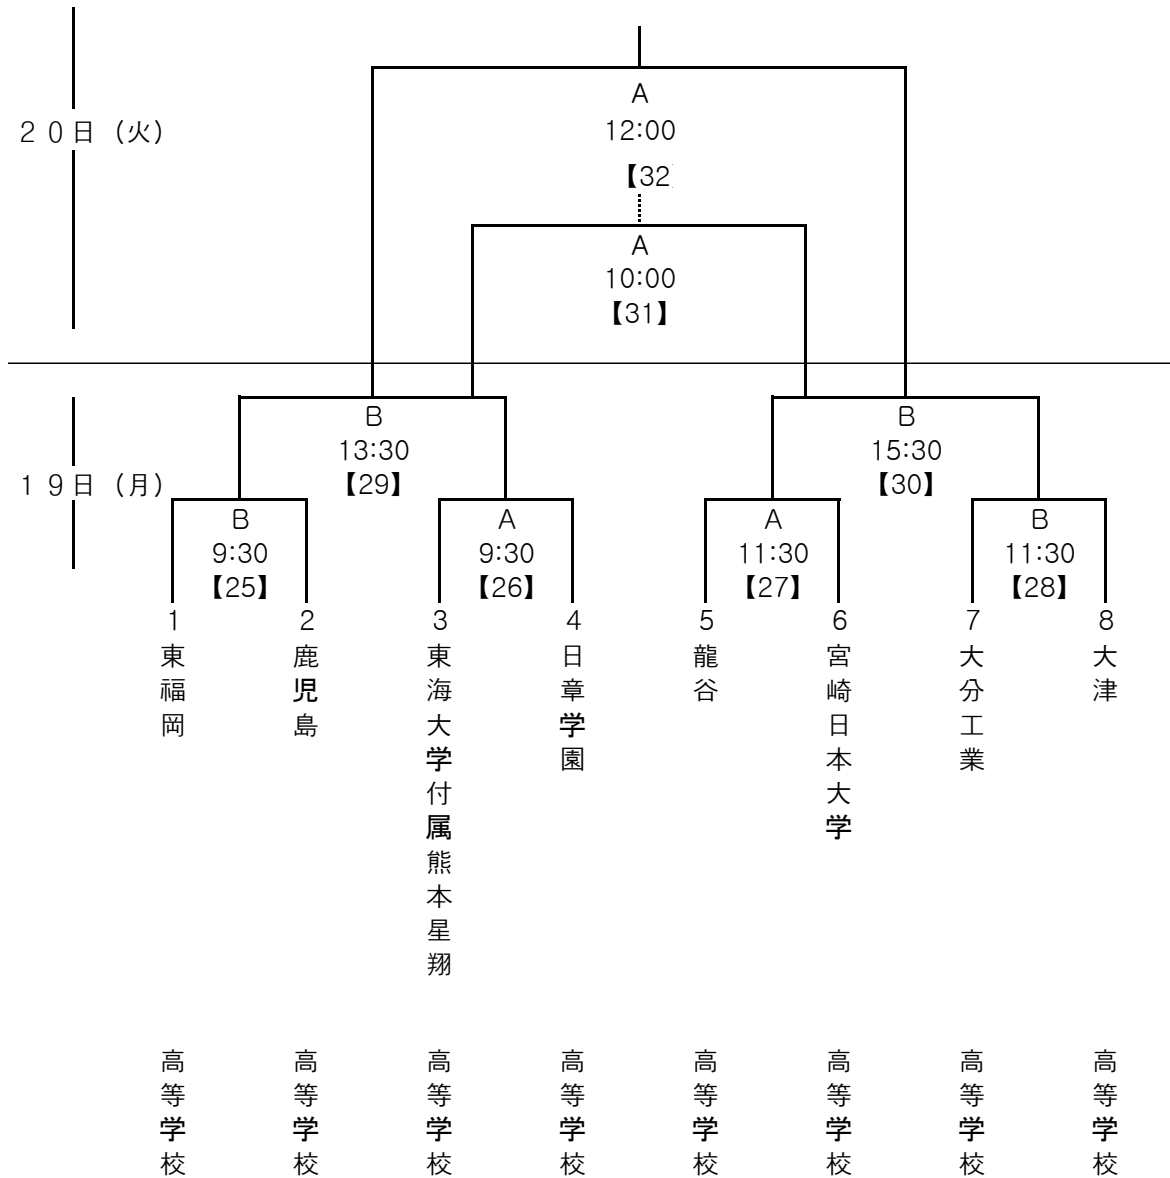 A
２０日（火）
12:00
【32
A
10:00
【31】
B
13:30
【29】
B
15:30
【30】
１９日（月）
B
9:30
【25】
A
9:30
【26】
A
11:30
【27】
B
11:30
【28】
1
東福岡
高等学校
2
鹿児島
高等学校
3
東海大学付属熊本星翔
高等学校
4
日章学園
高等学校
5
龍谷
高等学校
6
宮崎日本大学
高等学校
7
大分工業
高等学校
8
大津
高等学校